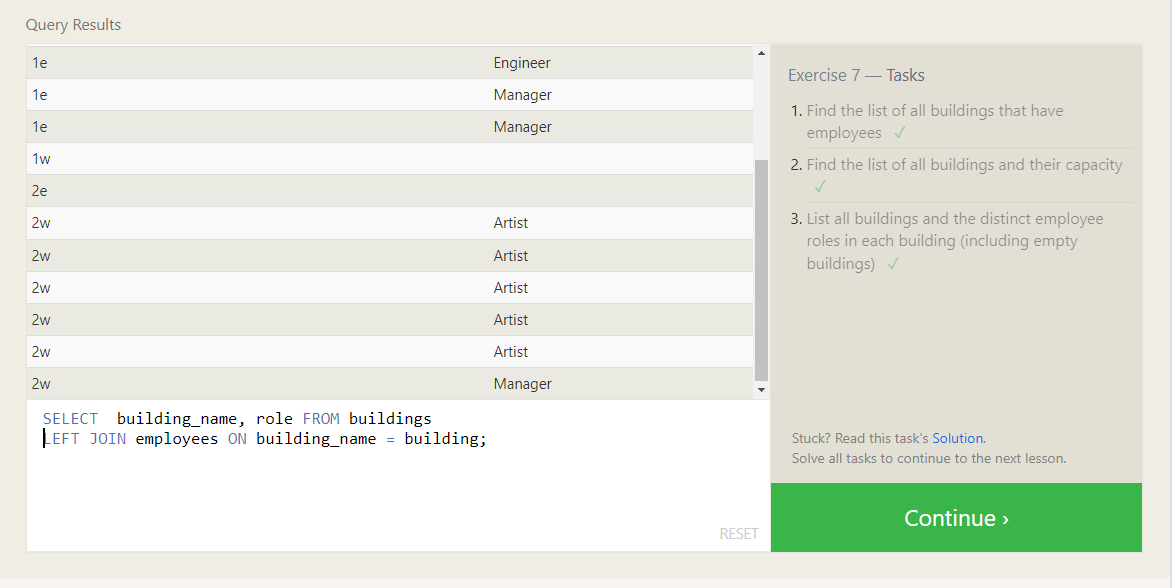 Query Results
1e Engineer
1e Manager
1e Manager
1w
2e
2w Artist
2w Artist
2w Artist
2w Artist
2w Artist
2w Manager
SELECT  building_name, role FROM buildings
LEFT JOIN employees ON building_name = building;
RESET
Exercise 7 — Tasks
1. Find the list of all buildings that have
employees ✓
2. Find the list of all buildings and their capacity
✓
3. List all buildings and the distinct employee
roles in each building (including empty
buildings) ✓
Stuck? Read this task's Solution.
Solve all tasks to continue to the next lesson.
Continue ›